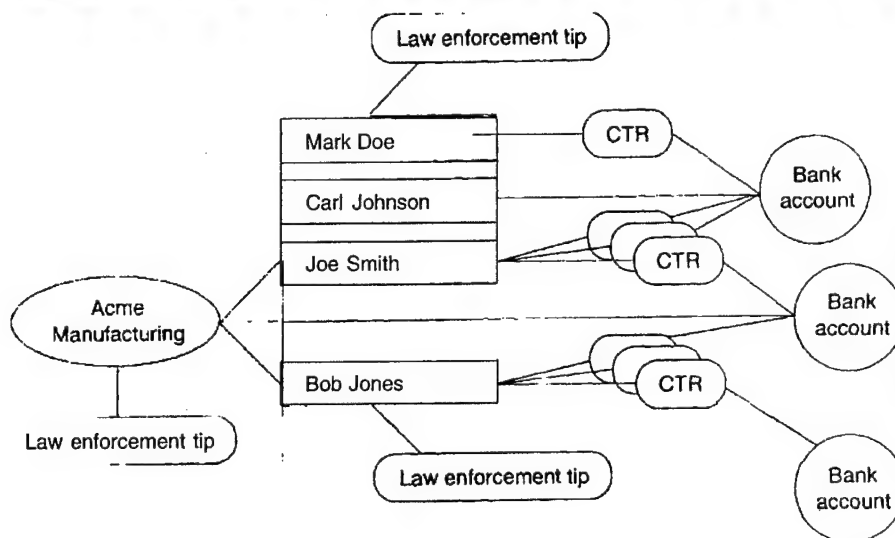 Law enforcement tip
Mark Doe
CTR
Bank
account
Carl Johnson
Joe Smith
CTR
Acme
Manufacturing
Bank
account
Bob Jones
CTR
Law enforcement tip
Law enforcement tip
Bank
account